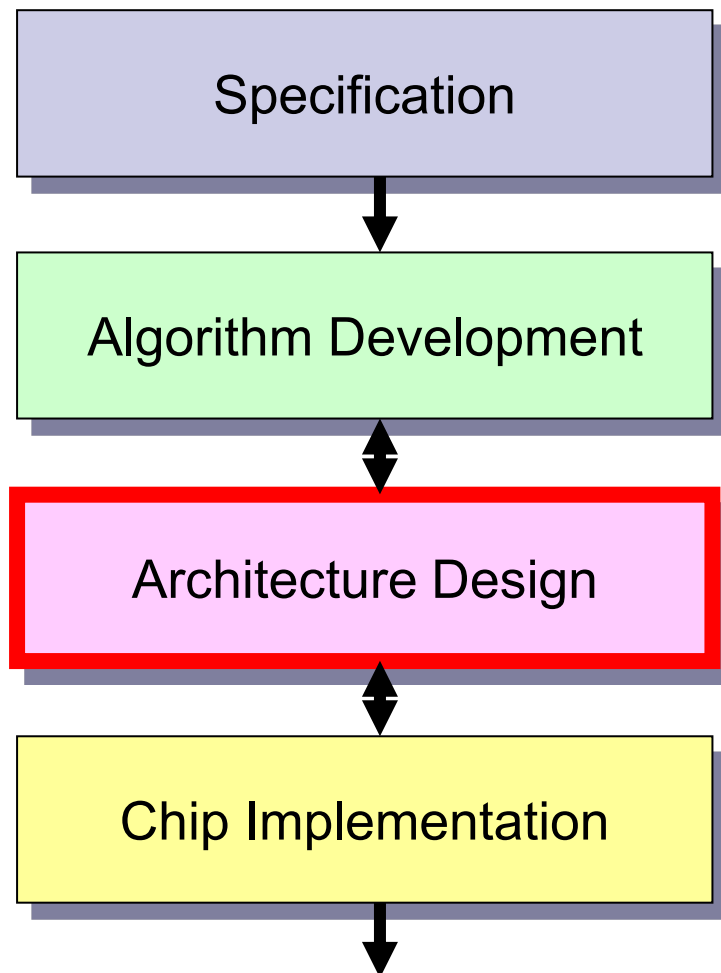 Specification
Algorithm Development
Architecture Design
Chip Implementation